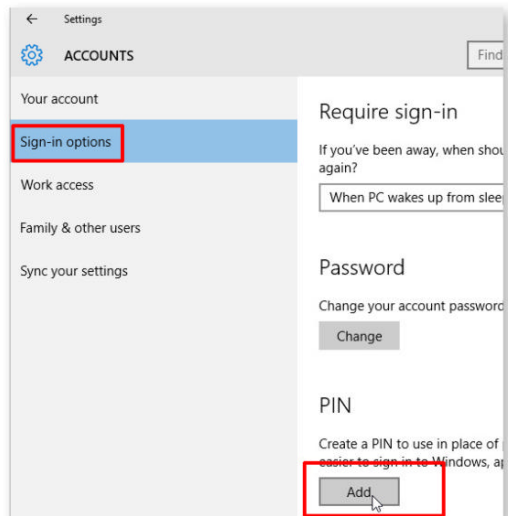 Settings
ACCOUNTS
Find
Your account
Sign-in options
Work access
Family & other users
Sync your settings
Require sign-in
If you've been away, when shou
again?
When PC wakes up from slee
Password
Change your account password
Change
PIN
Create a PIN to use in place of
easier to sign in to Windows, ap
Add